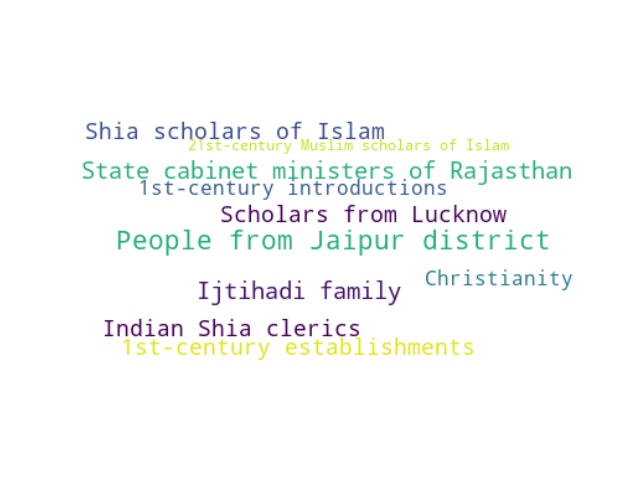 Shia scholars of Islam
21st-century Muslim scholars of Islam
State cabinet ministers of Rajasthan
1st-century introductions
Scholars from Lucknow
People from Jaipur district
Christianity
Ijtihadi family
Indian Shia clerics
1st-century establishments